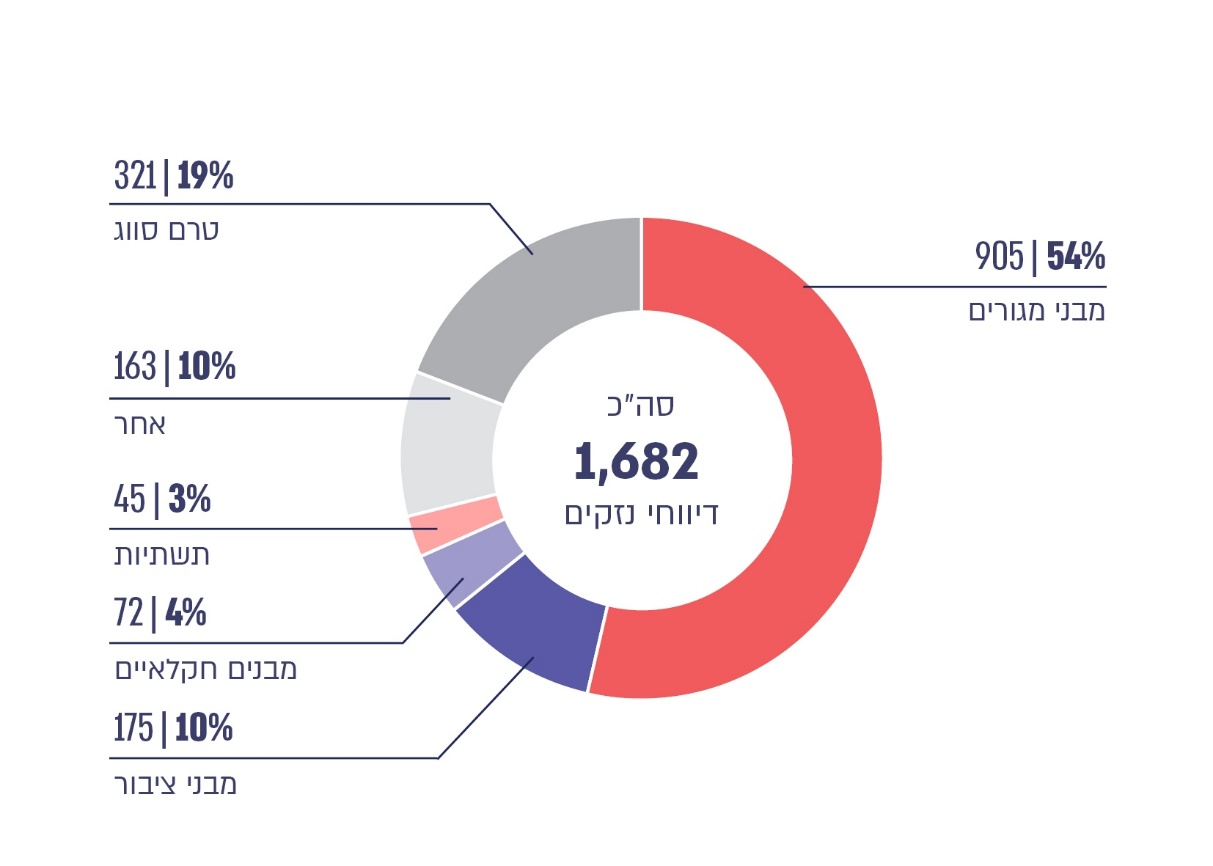 321 | 19%
טרם סווג
905 | 54%
מבני מגורים
163 | 10%
אחר
סה"כ
1,682
דיווחי נזקים
45 | 3%
תשתיות
72 | 4%
מבנים חקלאיים
175 | 10%
מבני ציבור